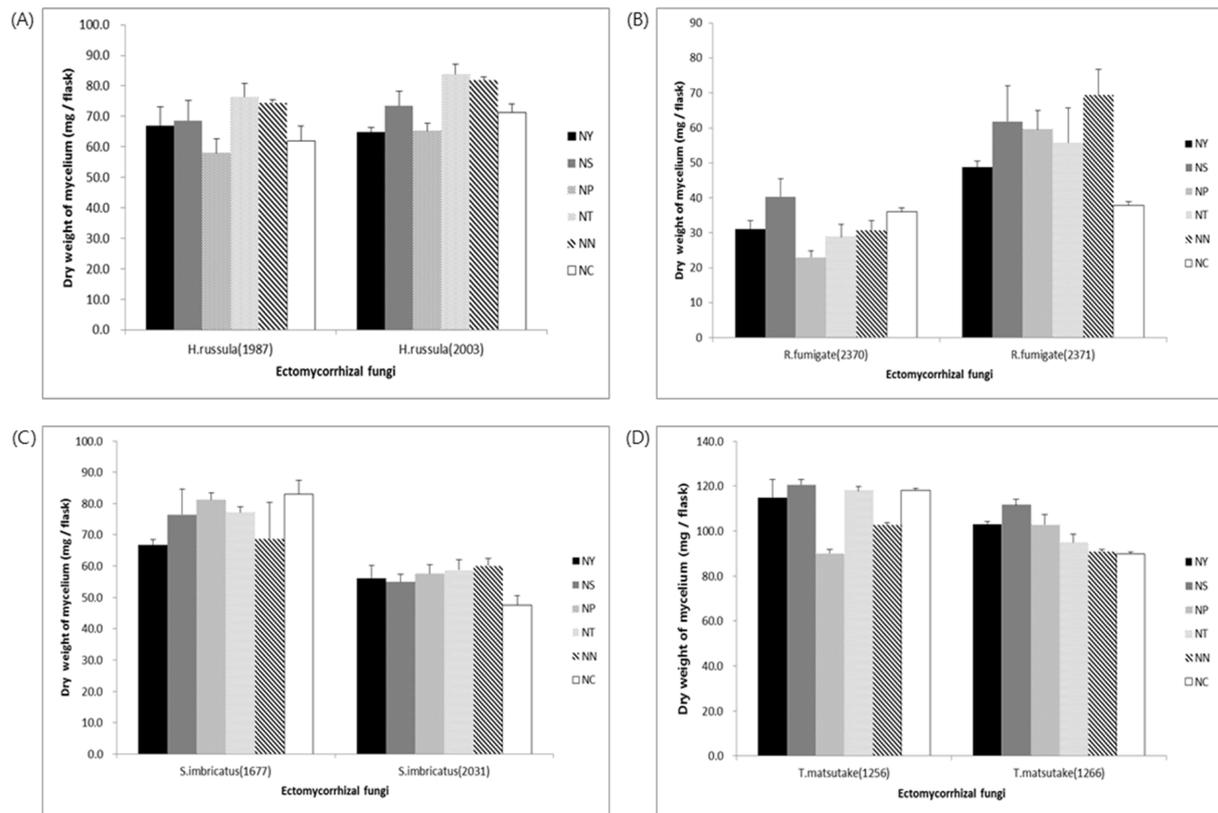 (A)
100.0
90.0
80.0
70.0
60.0
50.0
40.0
30.0
20.0
10.0
0.0
Dry weight of mycelium (mg / flask)
H.russula(1987)
H.russula(2003)
Ectomycorrhizal fungi
NY
NS
NP
NT
NN
NC
(B)
90
80
70
60
50
40
30
20
10
0
Dry weight of mycelium (mg / flask)
R.fumigate(2370)
R.fumigate(2371)
Ectomycorrhizal fungi
NY
NS
NP
NT
NN
NC
(C)
100.0
90.0
80.0
70.0
60.0
50.0
40.0
30.0
20.0
10.0
0.0
Dry weight of mycelium (mg / flask)
S.imbricatus(1677)
S.imbricatus(2031)
Ectomycorrhizal fungi
NY
NS
NP
NT
NN
NC
(D)
140.0
120.0
100.0
80.0
60.0
40.0
20.0
0.0
Dry weight of mycelium (mg / flask)
T.matsutake(1256)
T.matsutake(1266)
Ectomycorrhizal fungi
NY
NS
NP
NT
NN
NC